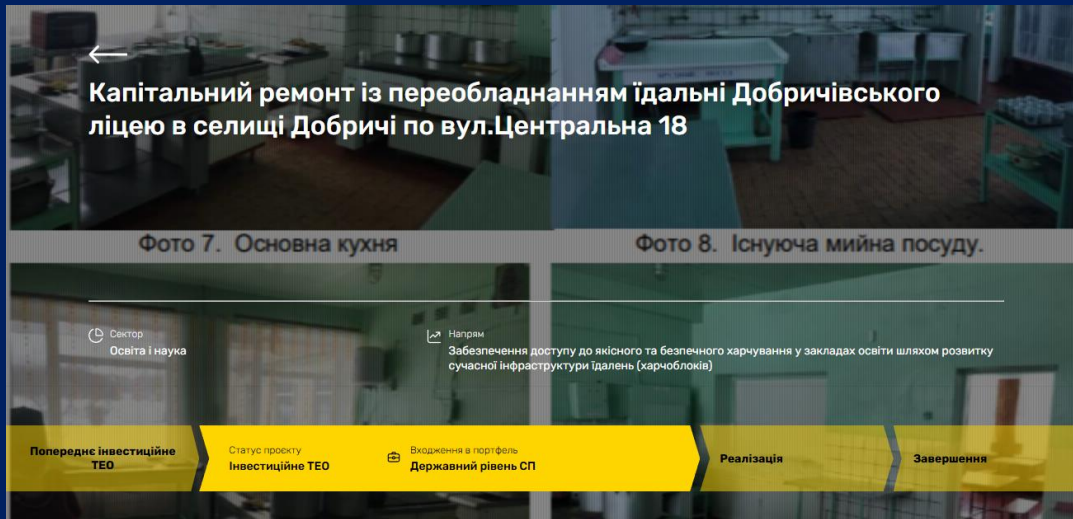 Капітальний ремонт із переобладнанням їдальні Добричівського
ліцею в селищі Добричі по вул.Центральна 18
Фото 7. Основна кухня
Фото 8. Існуюча мийна посуду.
Сектор
Освіта і наука
Напрям
Забезпечення доступу до якісного та безпечного харчування у закладах освіти шляхом розвитку
сучасної інфраструктури їдалень (харчоблоків)
Попереднє інвестиційне
ТЕО
Статус проєкту
Інвестиційне ТЕО
Входження в портфель
Державний рівень СП
Реалізація
Завершення